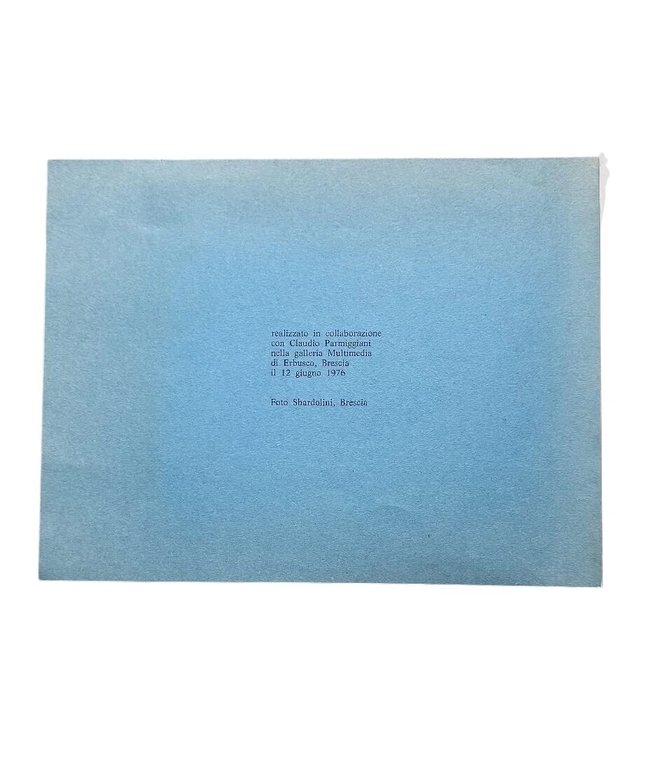 realizzato in collaborazione
con Claudio Parmiggiani
nella galleria Multimedia
di Erbusco, Brescia
il 12 giugno 1976
Foto Sbardolini, Brescia